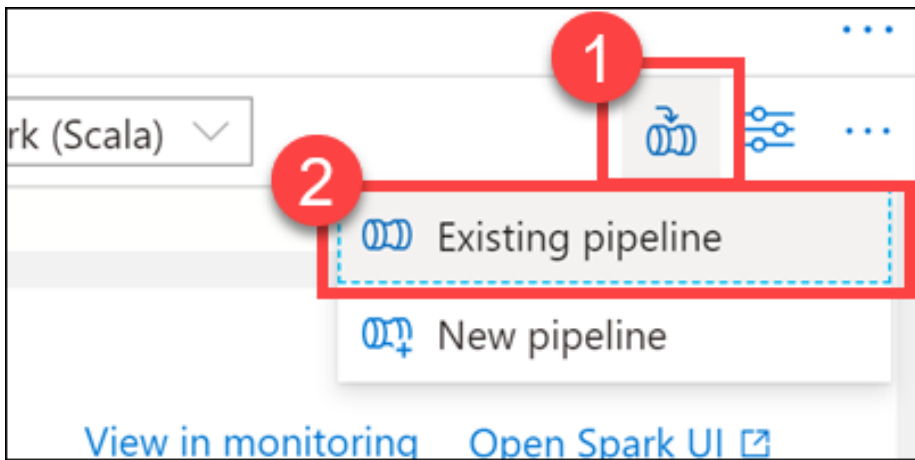 1
rk (Scala)
2
Existing pipeline
New pipeline
View in monitoring Open Spark UI